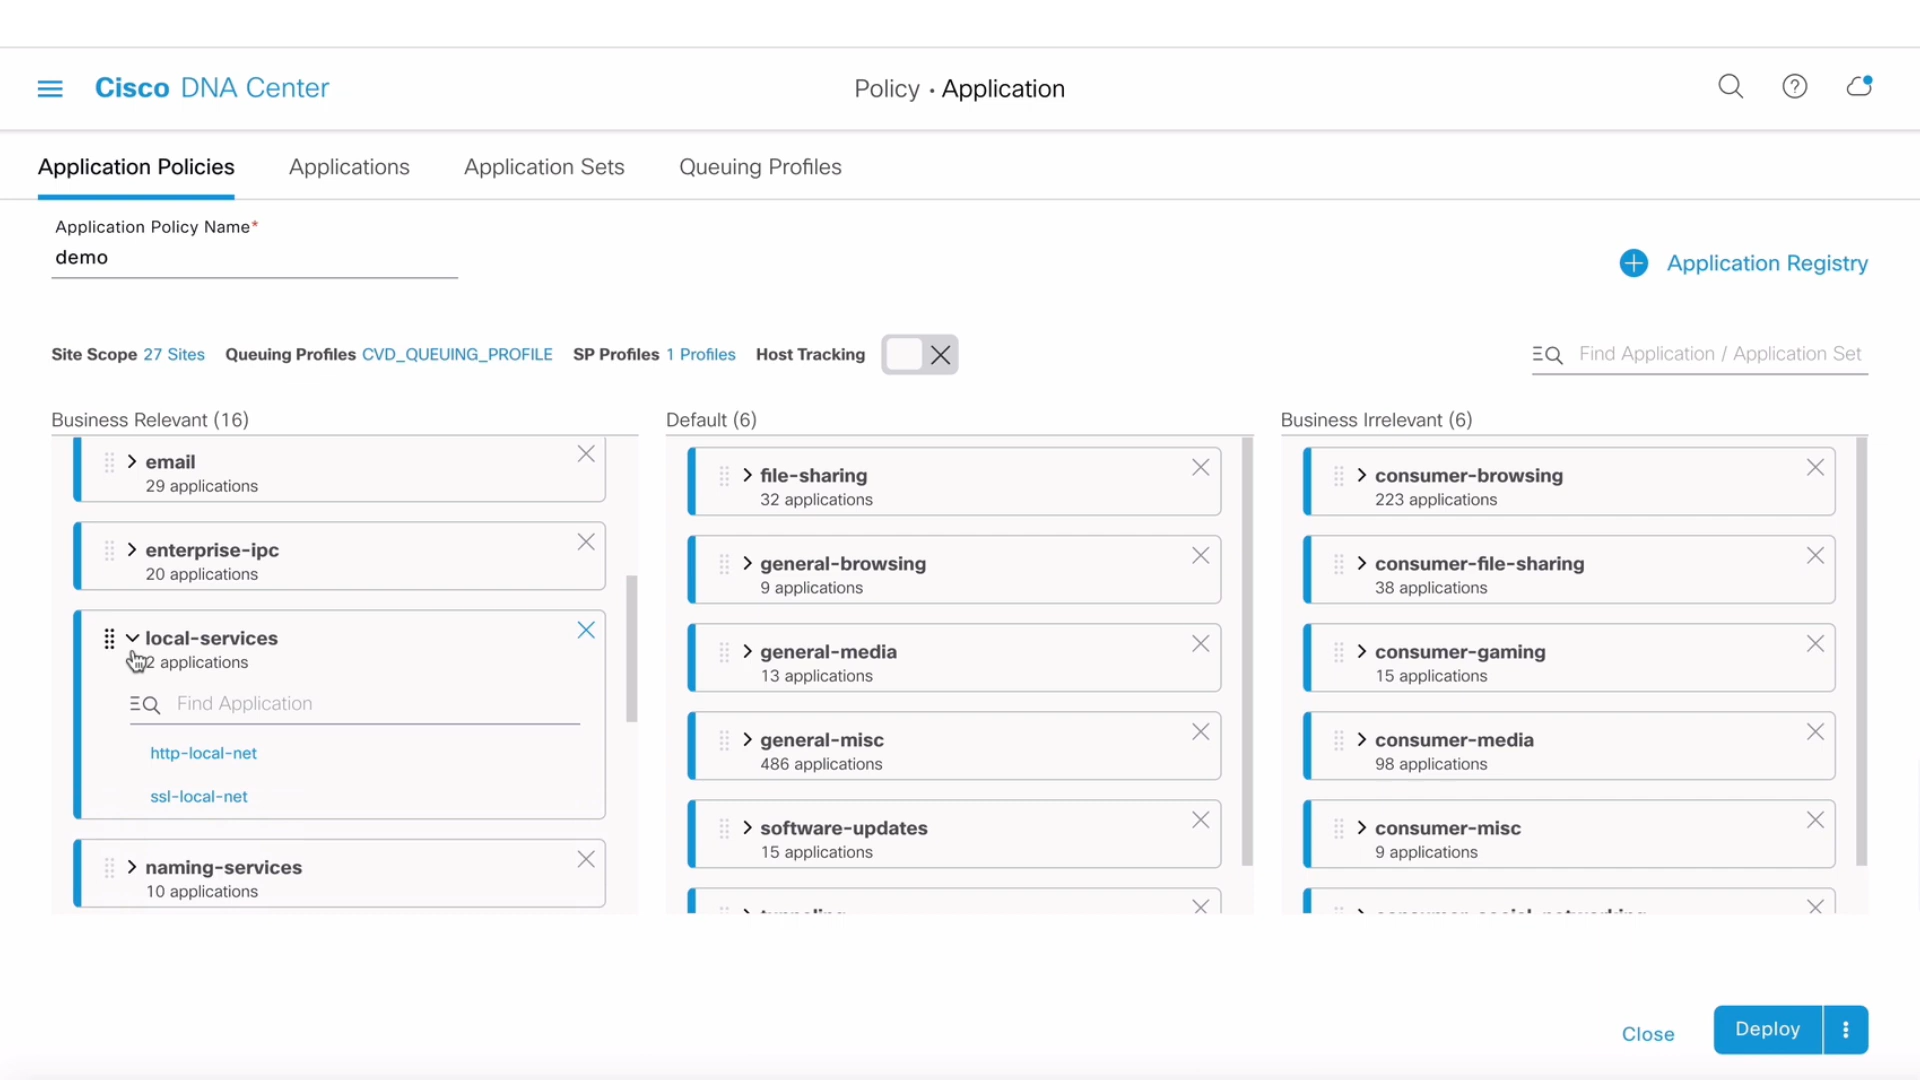 Cisco DNA Center
Policy · Application
Application Policies
Applications
Application Sets
Queuing Profiles
Application Policy Name*
demo
Application Registry
Site Scope 27 Sites
Queuing Profiles CVD_QUEUING_PROFILE
SP Profiles 1 Profiles
Host Tracking
Find Application / Application Set
Business Relevant (16)
email
29 applications
enterprise-ipc
20 applications
local-services
2 applications
Find Application
http-local-net
ssl-local-net
naming-services
10 applications
Default (6)
file-sharing
32 applications
general-browsing
9 applications
general-media
13 applications
general-misc
486 applications
software-updates
15 applications
tunneling
Business Irrelevant (6)
consumer-browsing
223 applications
consumer-file-sharing
38 applications
consumer-gaming
15 applications
consumer-media
98 applications
consumer-misc
9 applications
consumer-social-networking
Close
Deploy